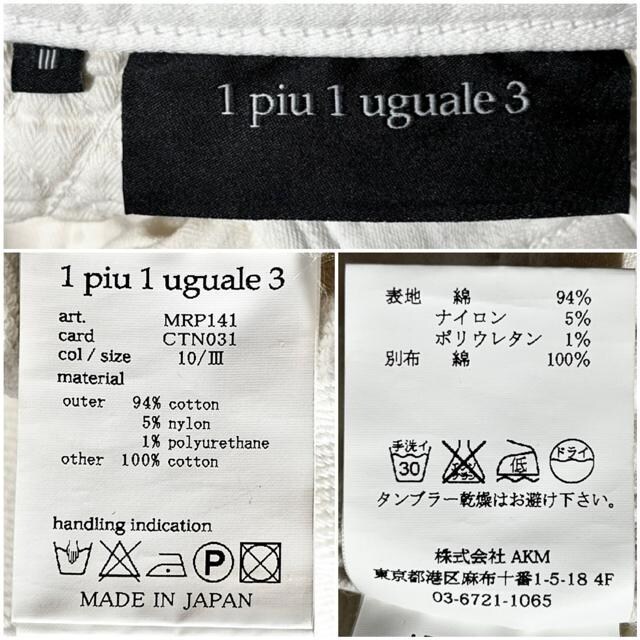 III
1 piu 1 uguale 3
1 piu 1 uguale 3
art. MRP141
card CTN031
col / size 10/III
material
outer 94% cotton
5% nylon
1% polyurethane
other 100% cotton
handling indication
P
MADE IN JAPAN
表地 綿 94%
ナイロン 5%
ポリウレタン 1%
別布 綿 100%
手洗イ 30 低 ドライ
タンブラー乾燥はお避け下さい。
株式会社 AKM
東京都港区麻布十番1-5-18 4F
03-6721-1065